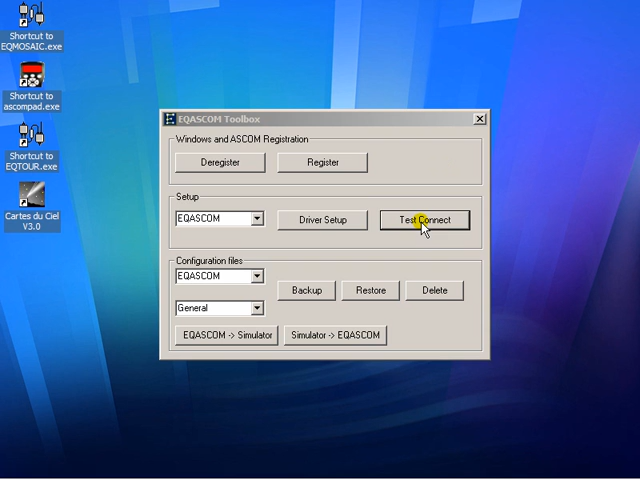 Shortcut to
EQMOSAIC.exe
Shortcut to
ascompad.exe
Shortcut to
EQTOUR.exe
Cartes du Ciel
V3.0
EQASCOM Toolbox
Windows and ASCOM Registration
Deregister
Register
Setup
EQASCOM
Driver Setup
Test Connect
Configuration files
EQASCOM
Backup
Restore
Delete
General
EQASCOM -> Simulator
Simulator -> EQASCOM